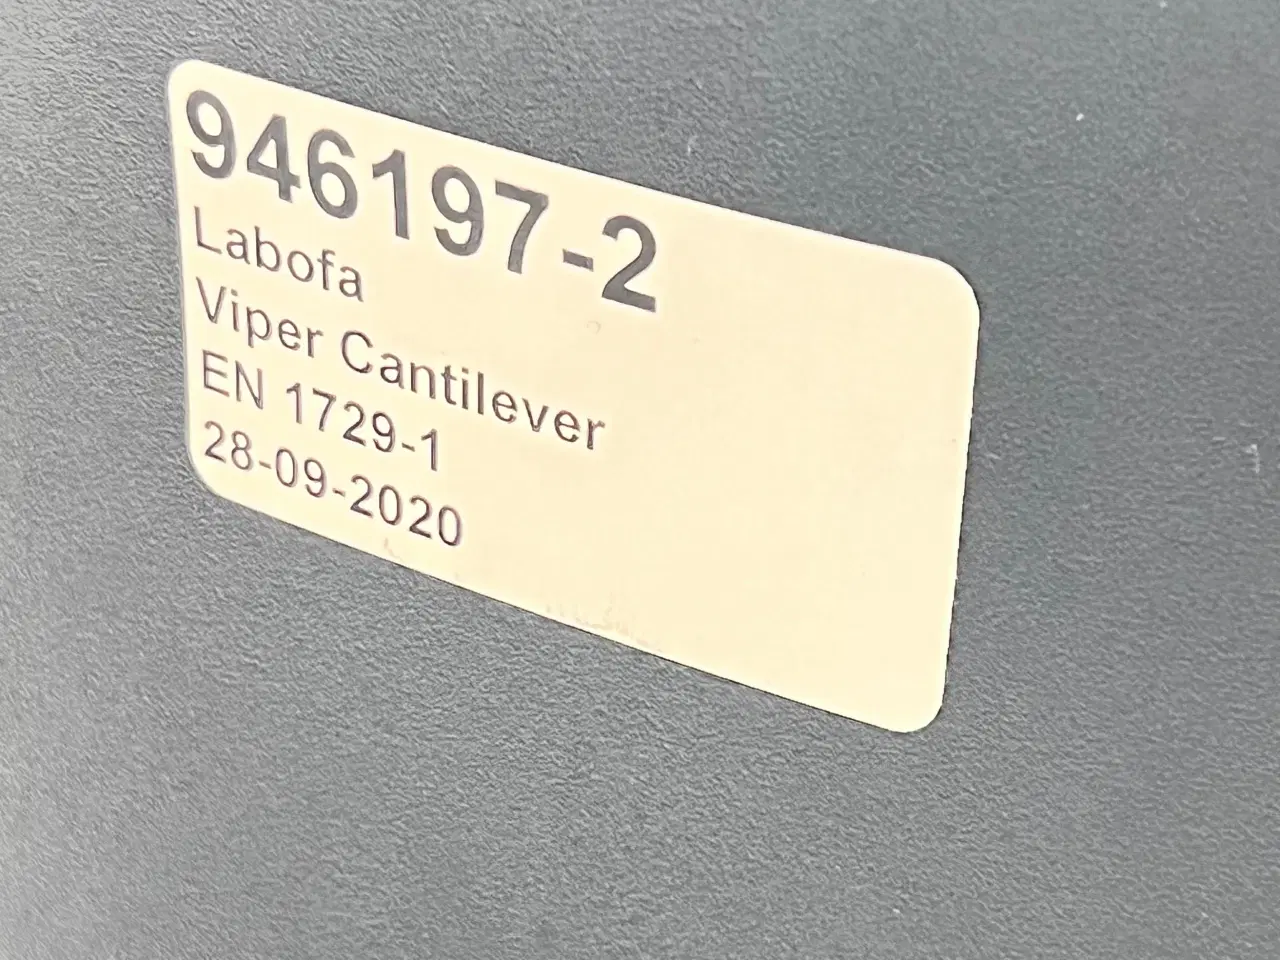 946197-2
Labofa
Viper Cantilever
EN 1729-1
28-09-2020